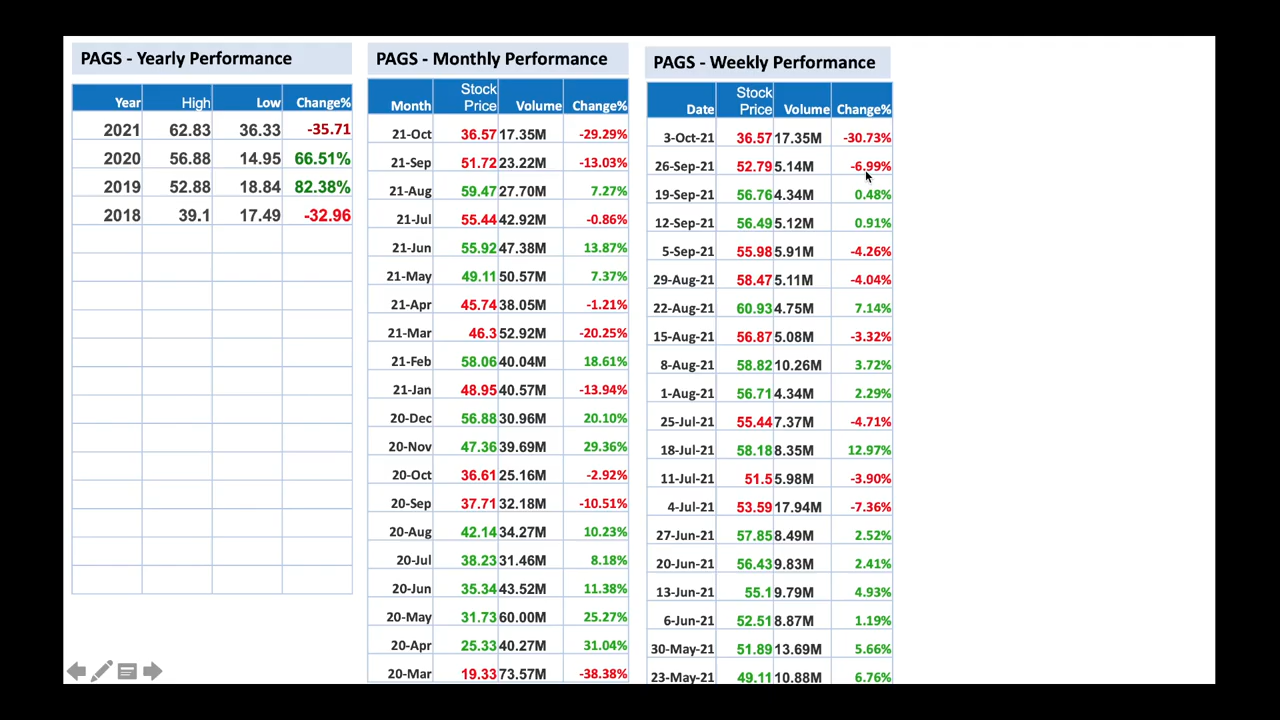 PAGS - Yearly Performance
Year High Low Change%
2021 62.83 36.33 -35.71
2020 56.88 14.95 66.51%
2019 52.88 18.84 82.38%
2018 39.1 17.49 -32.96
PAGS - Monthly Performance
Month Stock Price Volume Change%
21-Oct 36.57 17.35M -29.29%
21-Sep 51.72 23.22M -13.03%
21-Aug 59.47 27.70M 7.27%
21-Jul 55.44 42.92M -0.86%
21-Jun 55.92 47.38M 13.87%
21-May 49.11 50.57M 7.37%
21-Apr 45.74 38.05M -1.21%
21-Mar 46.3 52.92M -20.25%
21-Feb 58.06 40.04M 18.61%
21-Jan 48.95 40.57M -13.94%
20-Dec 56.88 30.96M 20.10%
20-Nov 47.36 39.69M 29.36%
20-Oct 36.61 25.16M -2.92%
20-Sep 37.71 32.18M -10.51%
20-Aug 42.14 34.27M 10.23%
20-Jul 38.23 31.46M 8.18%
20-Jun 35.34 43.52M 11.38%
20-May 31.73 60.00M 25.27%
20-Apr 25.33 40.27M 31.04%
20-Mar 19.33 73.57M -38.38%
PAGS - Weekly Performance
Date Stock Price Volume Change%
3-Oct-21 36.57 17.35M -30.73%
26-Sep-21 52.79 5.14M -6.99%
19-Sep-21 56.76 4.34M 0.48%
12-Sep-21 56.49 5.12M 0.91%
5-Sep-21 55.98 5.91M -4.26%
29-Aug-21 58.47 5.11M -4.04%
22-Aug-21 60.93 4.75M 7.14%
15-Aug-21 56.87 5.08M -3.32%
8-Aug-21 58.82 10.26M 3.72%
1-Aug-21 56.71 4.34M 2.29%
25-Jul-21 55.44 7.37M -4.71%
18-Jul-21 58.18 8.35M 12.97%
11-Jul-21 51.5 5.98M -3.90%
4-Jul-21 53.59 17.94M -7.36%
27-Jun-21 57.85 8.49M 2.52%
20-Jun-21 56.43 9.83M 2.41%
13-Jun-21 55.1 9.79M 4.93%
6-Jun-21 52.51 8.87M 1.19%
30-May-21 51.89 13.69M 5.66%
23-May-21 49.11 10.88M 6.76%